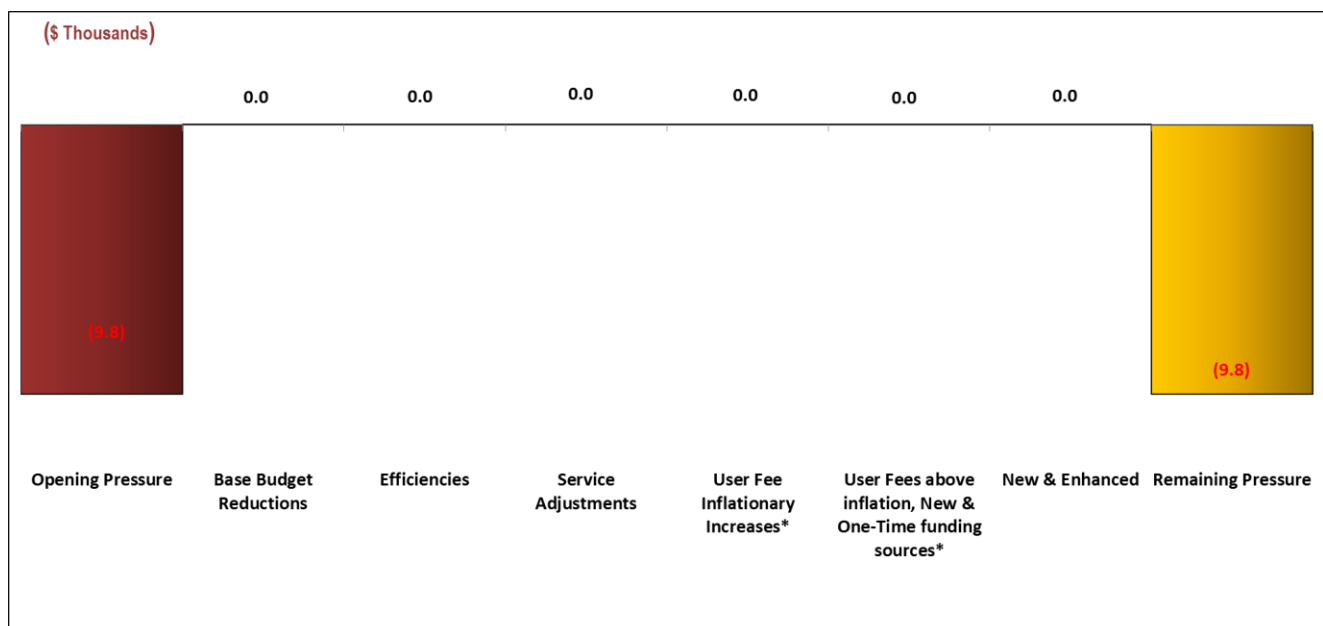 ($ Thousands)
0.0
0.0
0.0
0.0
0.0
0.0
(9.8)
(9.8)
Opening Pressure
Base Budget
Reductions
Efficiencies
Service
Adjustments
User Fee
Inflationary
Increases*
User Fees above
inflation, New &
One-Time funding
sources*
New & Enhanced
Remaining Pressure